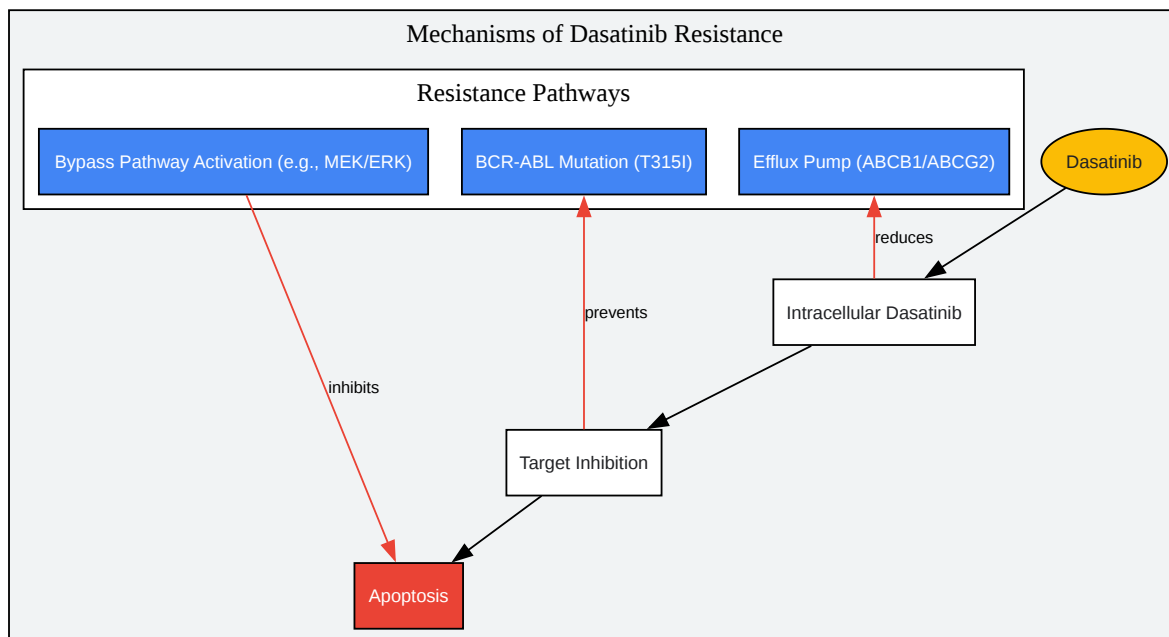 Mechanisms of Dasatinib Resistance
Resistance Pathways
Bypass Pathway Activation (e.g., MEK/ERK)
BCR-ABL Mutation (T315I)
Efflux Pump (ABCB1/ABCG2)
Dasatinib
reduces
Intracellular Dasatinib
prevents
inhibits
Target Inhibition
Apoptosis